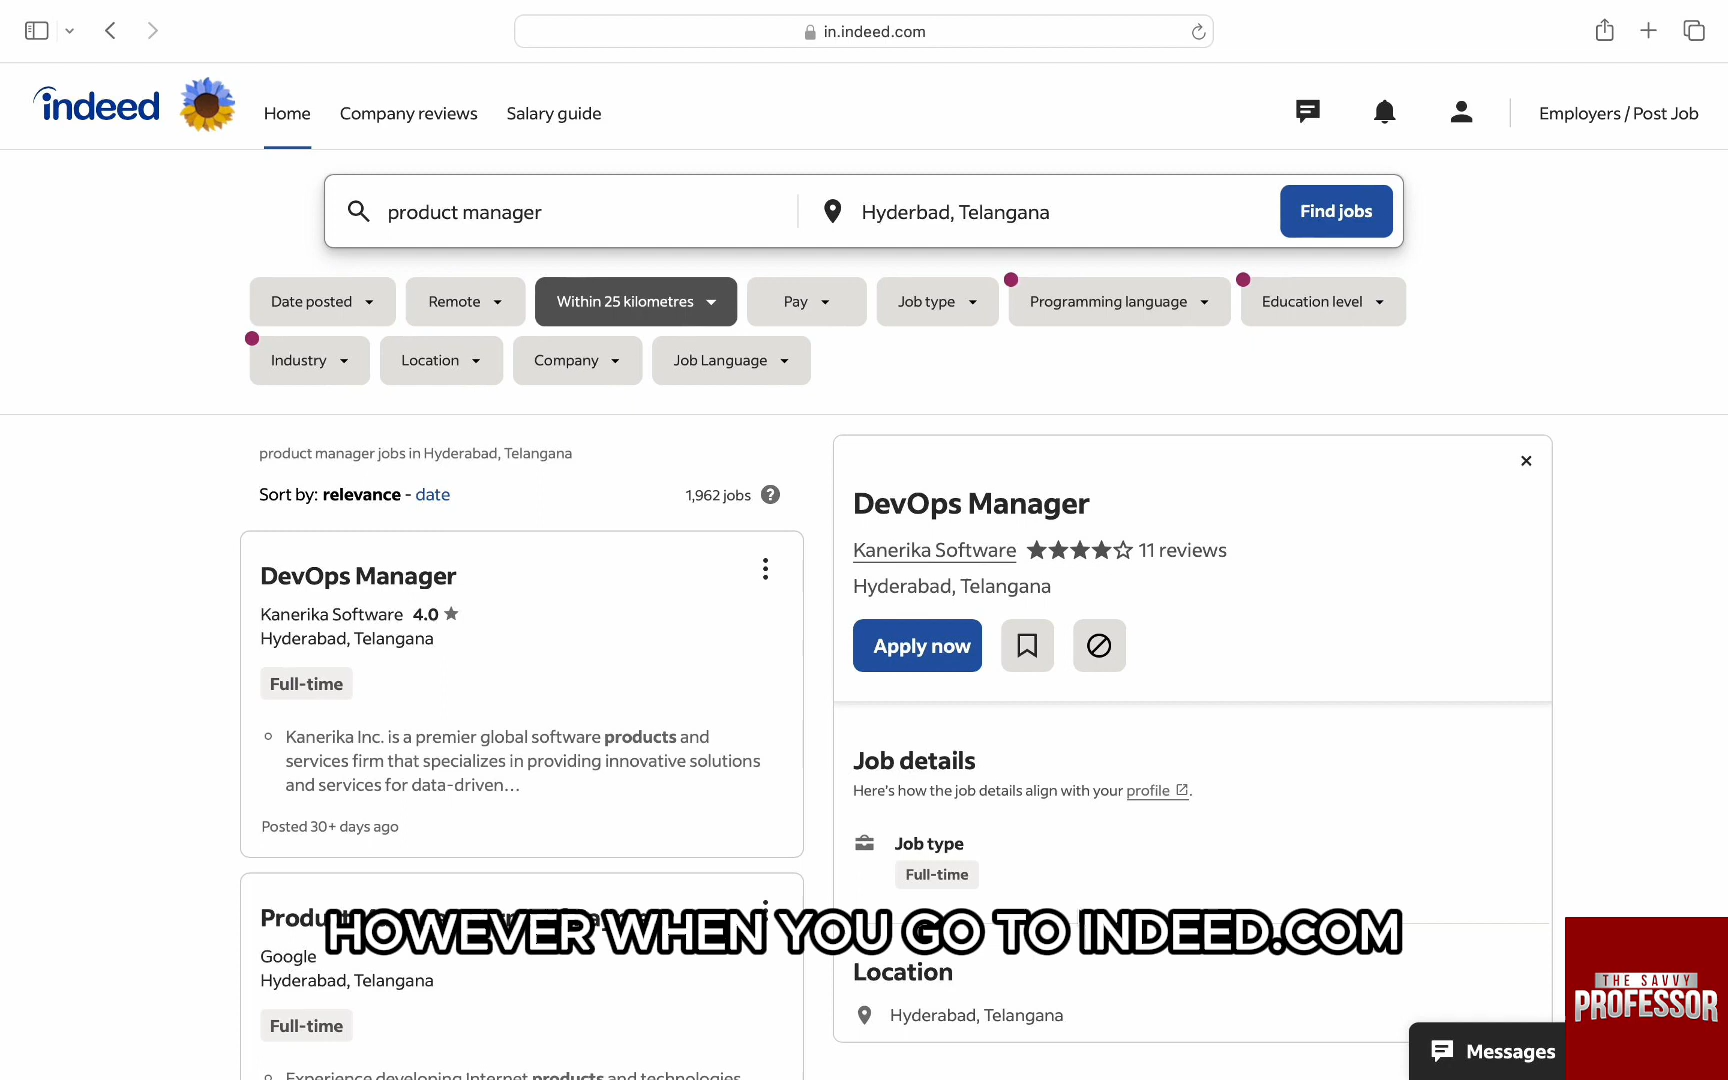 in.indeed.com
indeed
Home
Company reviews
Salary guide
Employers / Post Job
product manager
Hyderbad, Telangana
Find jobs
Date posted
Remote
Within 25 kilometres
Pay
Job type
Programming language
Education level
Industry
Location
Company
Job Language
product manager jobs in Hyderabad, Telangana
Sort by: relevance - date
1,962 jobs
DevOps Manager
Kanerika Software 4.0
Hyderabad, Telangana
Full-time
Kanerika Inc. is a premier global software products and
services firm that specializes in providing innovative solutions
and services for data-driven...
Posted 30+ days ago
Google
Hyderabad, Telangana
Full-time
Experience developing Internet products and technologies
DevOps Manager
Kanerika Software
11 reviews
Hyderabad, Telangana
Apply now
Job details
Here's how the job details align with your profile.
Job type
Full-time
Location
Hyderabad, Telangana
HOWEVER WHEN YOU GO TO INDEED.COM
THE SAVVY
PROFESSOR
Messages